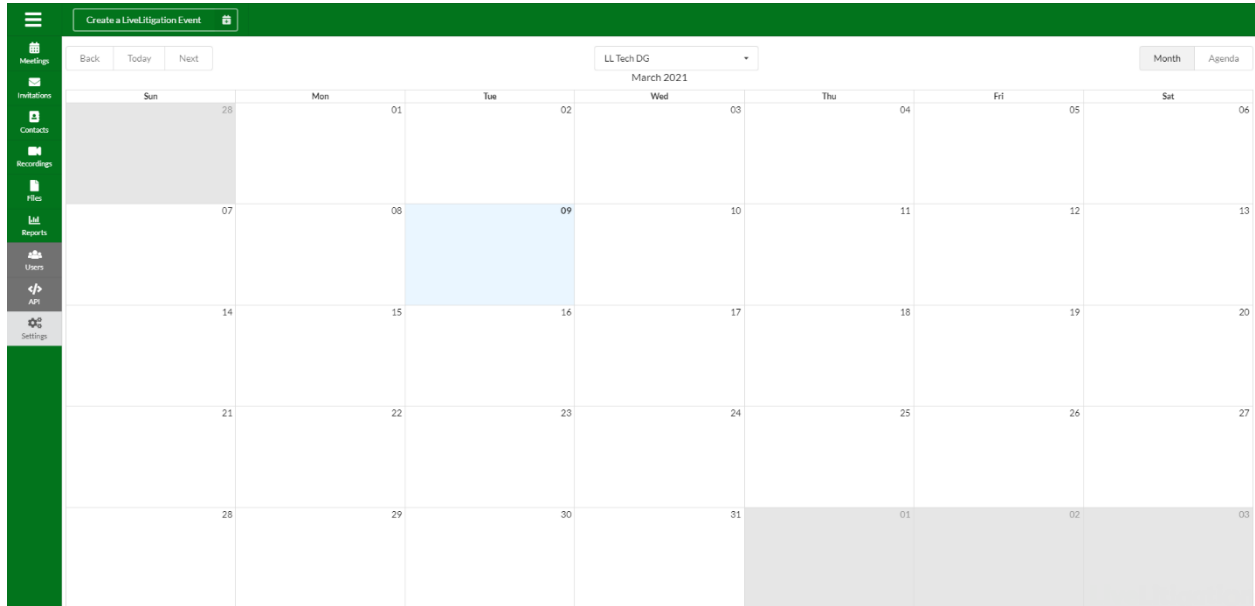 Create a LiveLitigation Event
Meetings
Invitations
Contacts
Recordings
Files
Reports
Users
API
Settings
Back Today Next
LL Tech DG
Month Agenda
March 2021
Sun Mon Tue Wed Thu Fri Sat
28 01 02 03 04 05 06
07 08 09 10 11 12 13
14 15 16 17 18 19 20
21 22 23 24 25 26 27
28 29 30 31 01 02 03